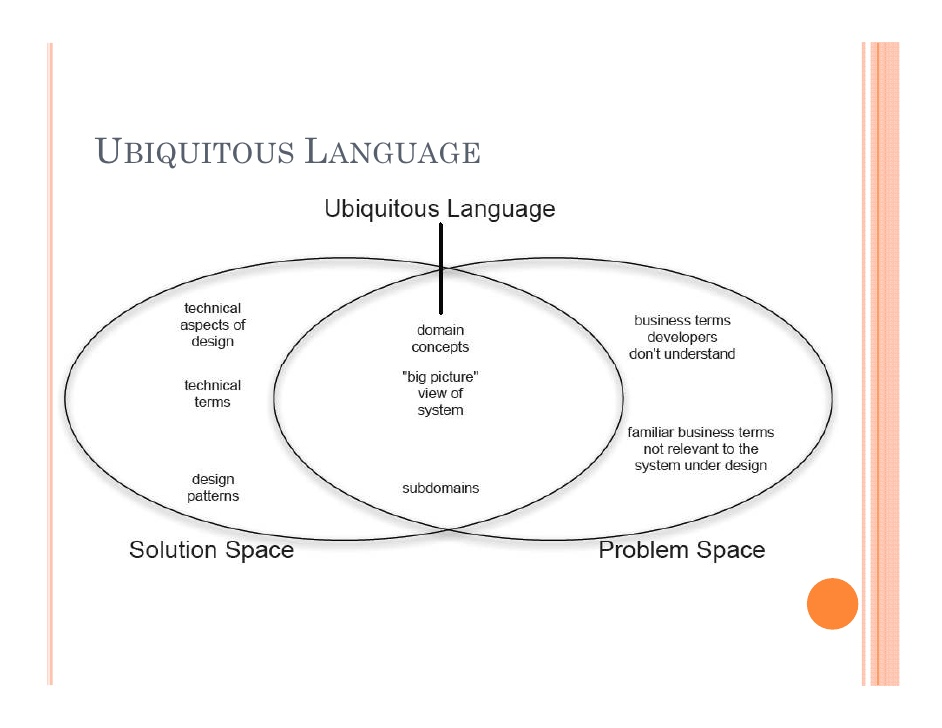 UBIQUITOUS LANGUAGE
Ubiquitous Language
technical
aspects of
design
technical
terms
design
patterns
domain
concepts
"big picture"
view of
system
subdomains
business terms
developers
don't understand
familiar business terms
not relevant to the
system under design
Solution Space
Problem Space